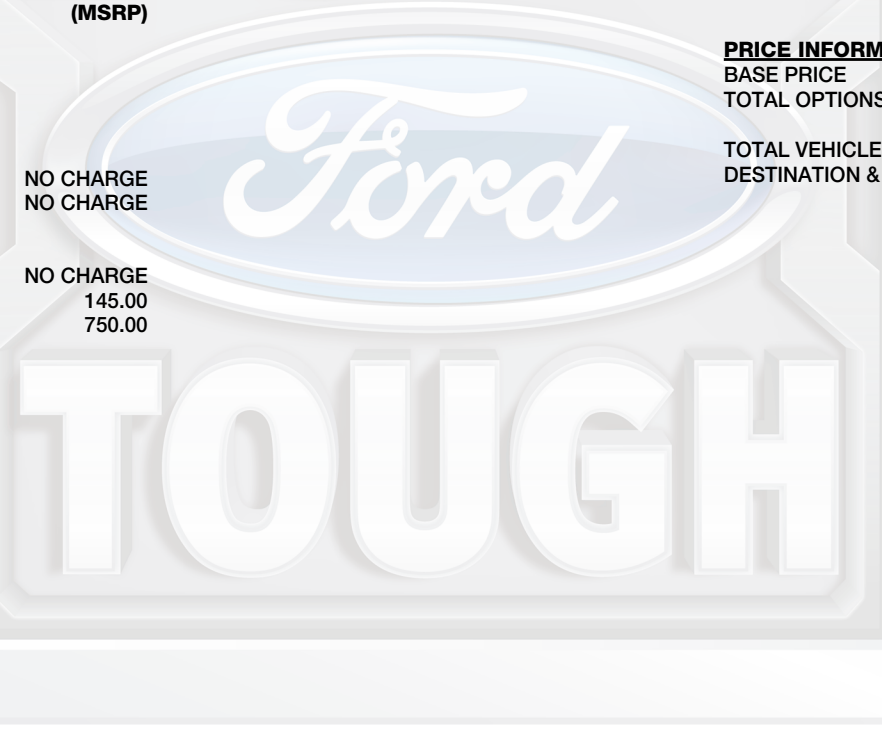 (MSRP)
NO CHARGE
NO CHARGE
NO CHARGE
145.00
750.00
PRICE INFORM
BASE PRICE
TOTAL OPTIONS
TOTAL VEHICLE
DESTINATION &
Ford
TOUGH